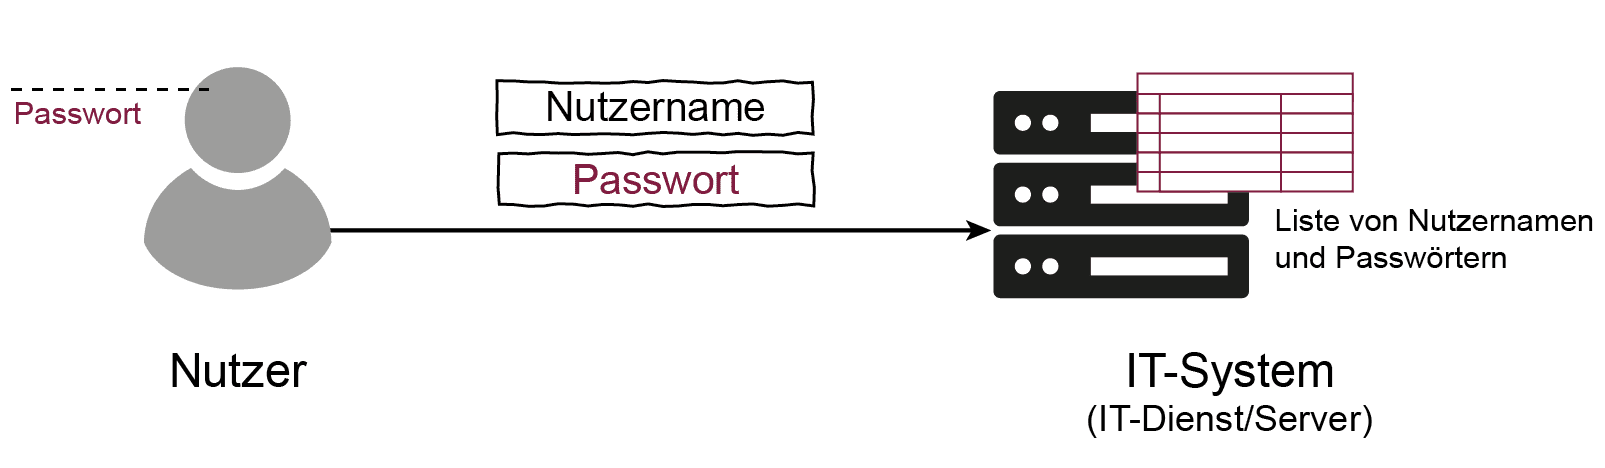 Passwort
Nutzername
Passwort
Liste von Nutzernamen
und Passwörtern
Nutzer
IT-System
(IT-Dienst/Server)